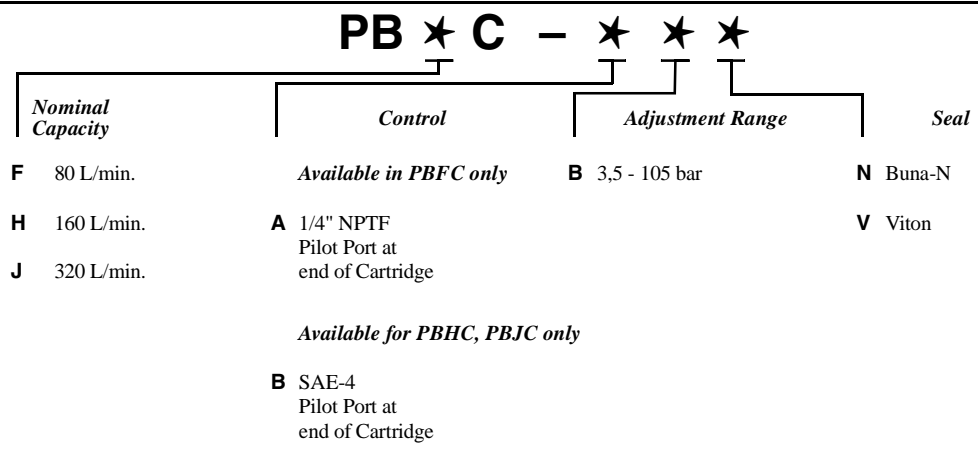 PB ✶ C – ✶ ✶ ✶
Nominal
Capacity
Control
Adjustment Range
Seal
F 80 L/min.
H 160 L/min.
J 320 L/min.
Available in PBFC only
A 1/4" NPTF
Pilot Port at
end of Cartridge
Available for PBHC, PBJC only
B SAE-4
Pilot Port at
end of Cartridge
B 3,5 - 105 bar
N Buna-N
V Viton